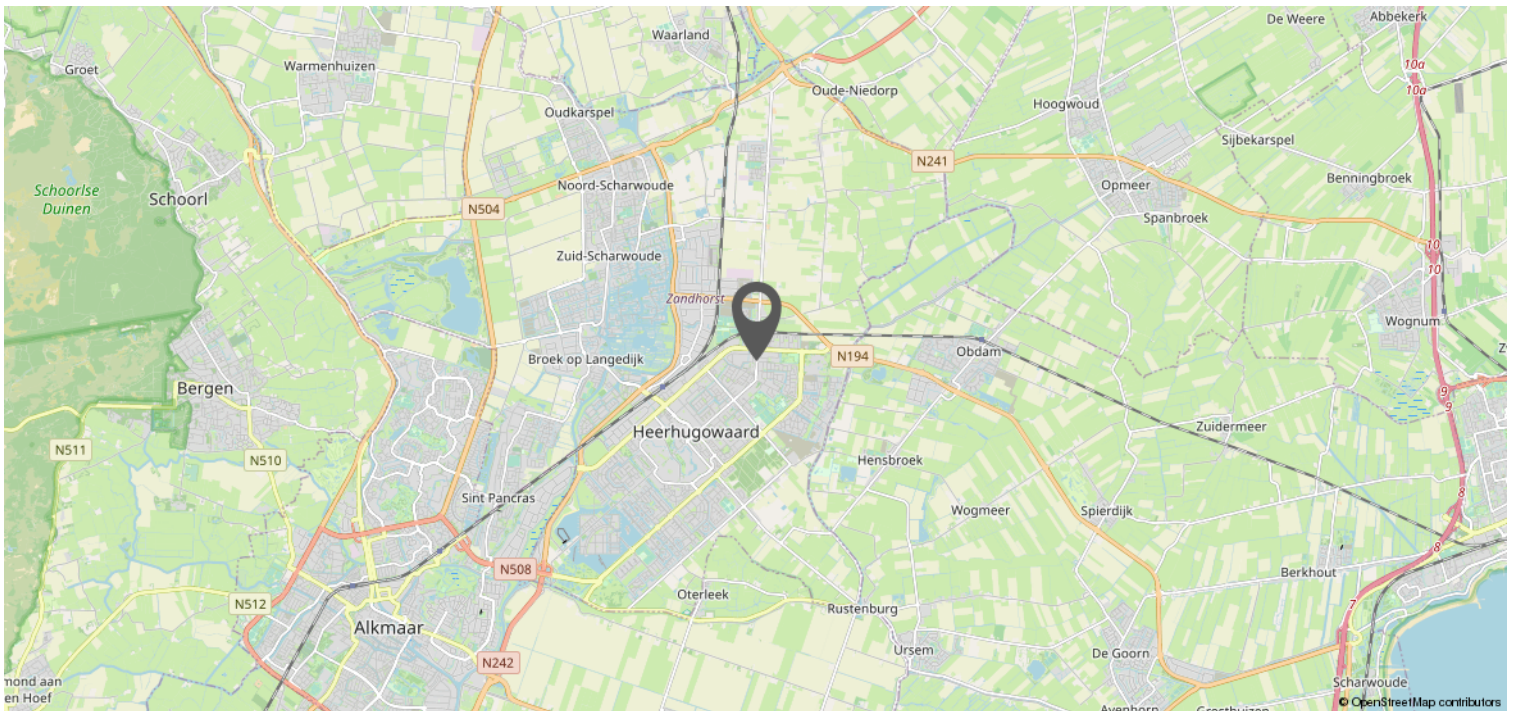 De Weere
Abbekerk
Waarland
Groet
Warmenhuizen
10a
10a
Oude-Niedorp
Hoogwoud
Oudkarspel
Sijbekarspel
N241
Benningbroek
Noord-Scharwoude
Opmeer
Schoorlse
Duinen
Schoorl
N504
Spanbroek
10
10
Zuid-Scharwoude
Zandhorst
Wognum
N194
Obdam
Broek op Langedijk
Bergen
9
9
Zuidermeer
Heerhugowaard
N511
N510
Hensbroek
Sint Pancras
8
Wogmeer
Spierdijk
8
N508
Berkhout
Oterleek
N512
Rustenburg
7
Alkmaar
Ursem
De Goorn
N242
mond aan
en Hoef
Scharwoude
© OpenStreetMap contributors